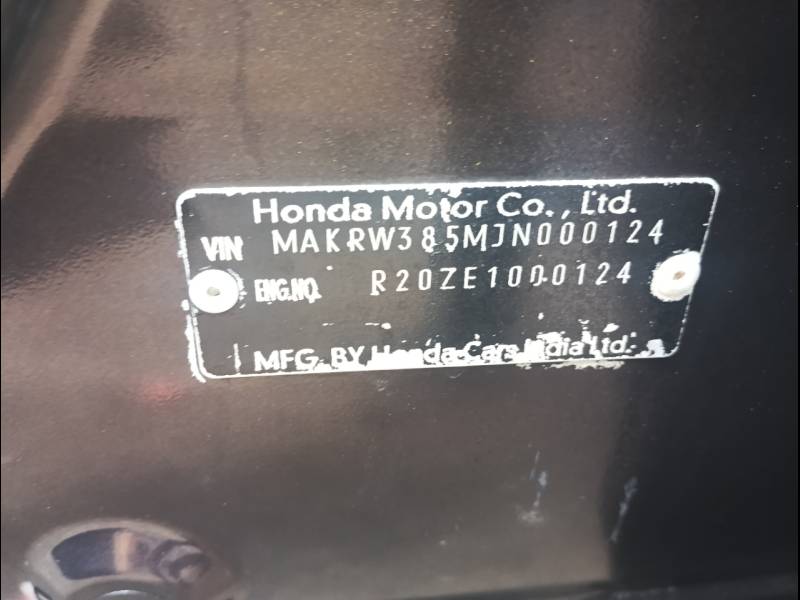 Honda Motor Co., Ltd.
VIN MAKRW385MJN000124
ENG.NO. R20ZE1000124
MFG. BY Honda Cars India Ltd.